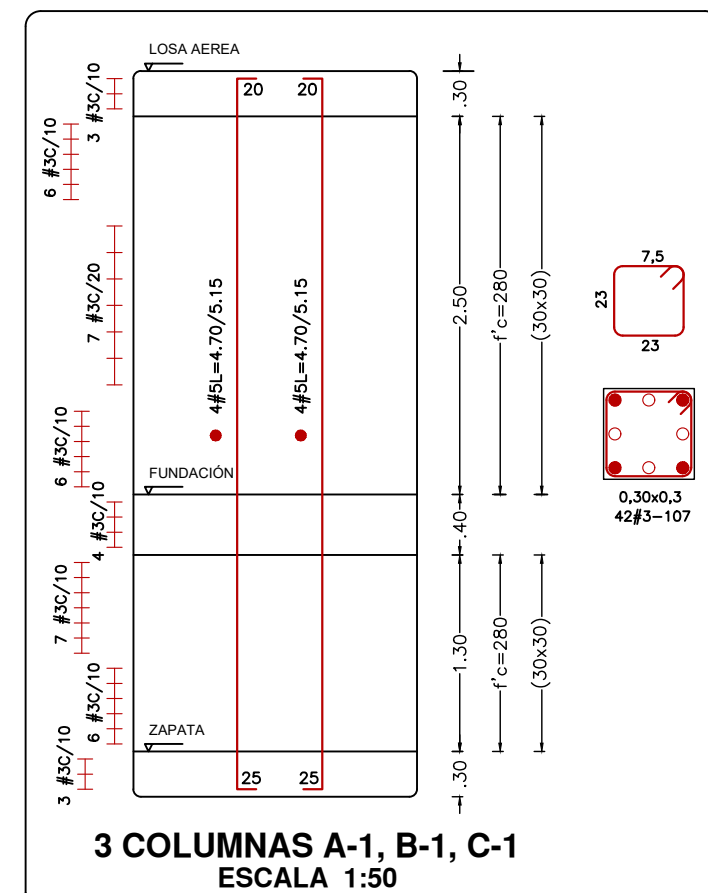 LOSA AEREA
3 #3C/10
20 20
.30
6 #3C/10
7 #3C/20
4#5L=4.70/5.15
4#5L=4.70/5.15
2.50
f'c=280
(30x30)
7,5
23
23
0,30x0,3
42#3-107
6 #3C/10
FUNDACIÓN
4 #3C/10
.40
7 #3C/10
1.30
f'c=280
(30x30)
6 #3C/10
ZAPATA
3 #3C/10
25 25
.30
3 COLUMNAS A-1, B-1, C-1
ESCALA 1:50